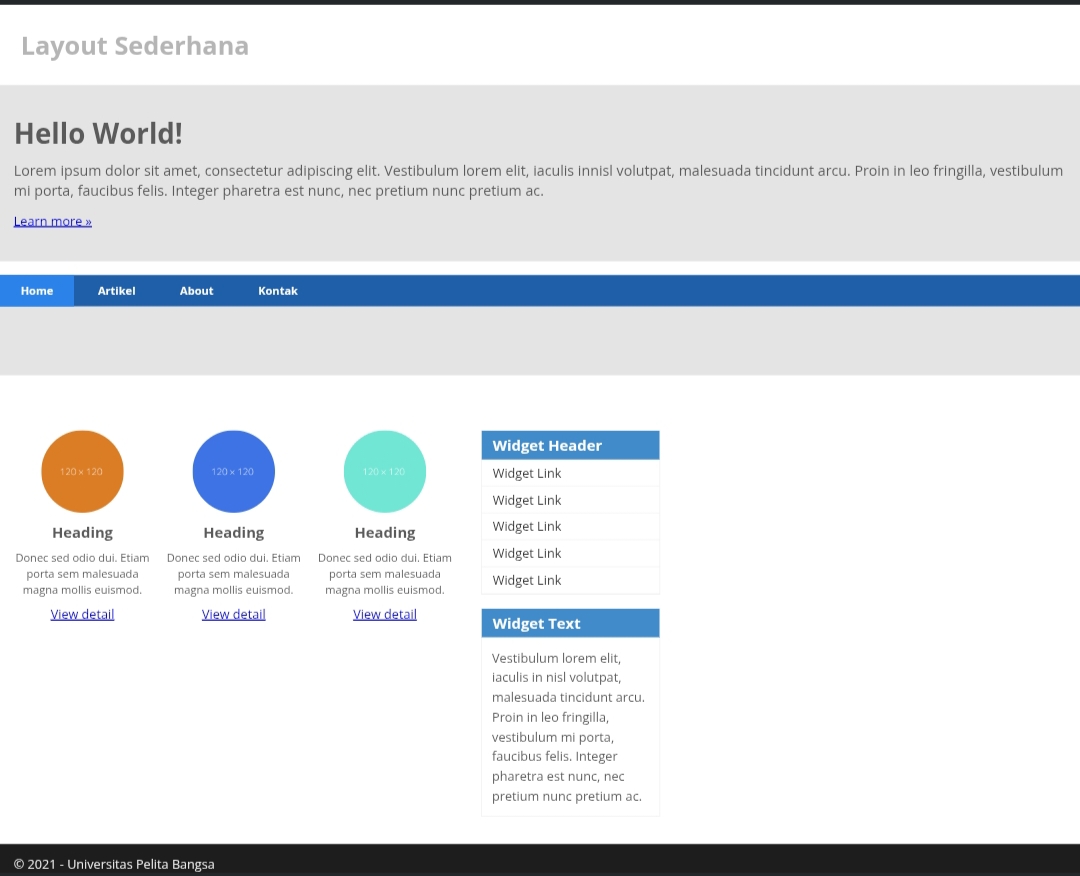 Layout Sederhana
Hello World!
Lorem ipsum dolor sit amet, consectetur adipiscing elit. Vestibulum lorem elit, iaculis innisl volutpat, malesuada tincidunt arcu. Proin in leo fringilla, vestibulum
mi porta, faucibus felis. Integer pharetra est nunc, nec pretium nunc pretium ac.
Learn more »
Home Artikel About Kontak
120 × 120
Heading
Donec sed odio dui. Etiam
porta sem malesuada
magna mollis euismod.
View detail
120 × 120
Heading
Donec sed odio dui. Etiam
porta sem malesuada
magna mollis euismod.
View detail
120 × 120
Heading
Donec sed odio dui. Etiam
porta sem malesuada
magna mollis euismod.
View detail
Widget Header
Widget Link
Widget Link
Widget Link
Widget Link
Widget Link
Widget Text
Vestibulum lorem elit,
iaculis in nisl volutpat,
malesuada tincidunt arcu.
Proin in leo fringilla,
vestibulum mi porta,
faucibus felis. Integer
pharetra est nunc, nec
pretium nunc pretium ac.
© 2021 - Universitas Pelita Bangsa